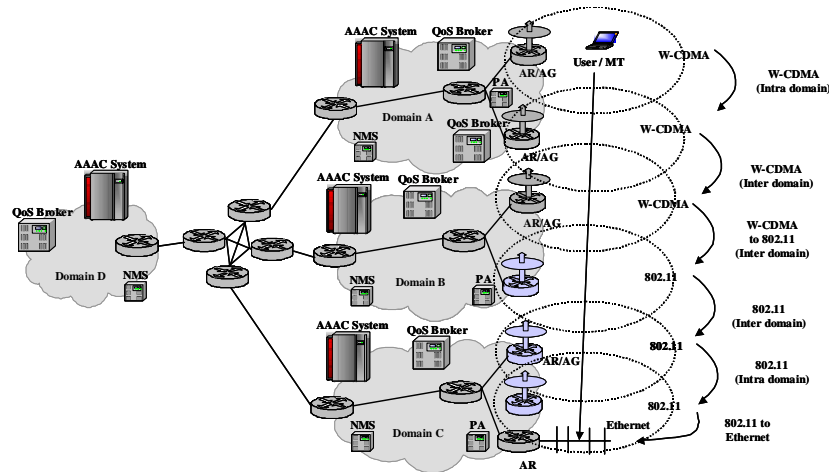 AAAC System
QoS Broker
User / MT
W-CDMA
W-CDMA
(Intra domain)
AR/AG
PA
Domain A
QoS Broker
NMS
AR/AG
W-CDMA
W-CDMA
(Inter domain)
AAAC System
QoS Broker
Domain D
NMS
AAAC System
QoS Broker
AR/AG
W-CDMA
W-CDMA
to 802.11
(Inter domain)
Domain B
NMS
PA
802.11
802.11
(Inter domain)
AAAC System
QoS Broker
AR/AG
802.11
802.11
(Intra domain)
802.11
NMS
Domain C
PA
Ethernet
AR
802.11 to
Ethernet